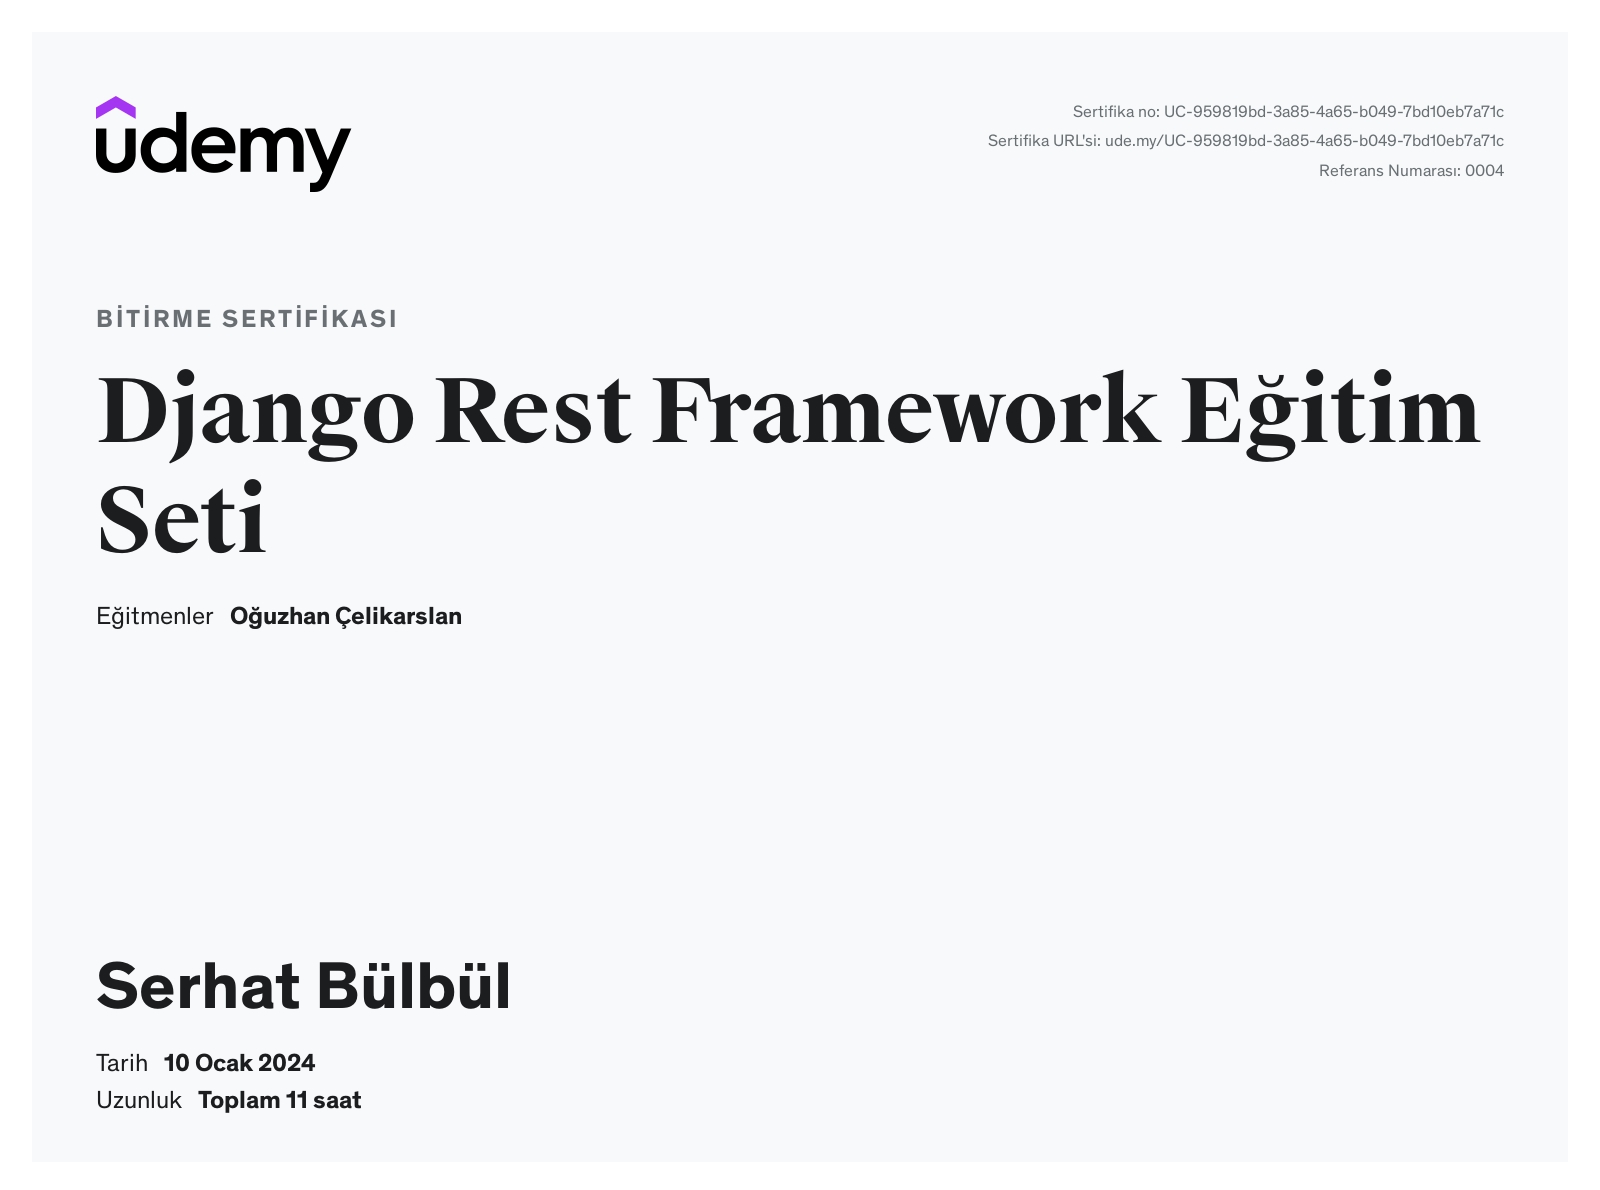 udemy
Sertifika no: UC-959819bd-3a85-4a65-b049-7bd10eb7a71c
Sertifika URL'si: ude.my/UC-959819bd-3a85-4a65-b049-7bd10eb7a71c
Referans Numarası: 0004
BİTİRME SERTİFİKASI
Django Rest Framework Eğitim
Seti
Eğitmenler Oğuzhan Çelikarslan
Serhat Bülbül
Tarih 10 Ocak 2024
Uzunluk Toplam 11 saat